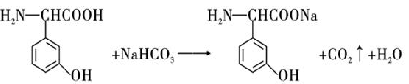 H₂N—CHCOOH H₂N—CHCOONa
+NaHCO₃ ⟶ +CO₂↑+H₂O
OH OH